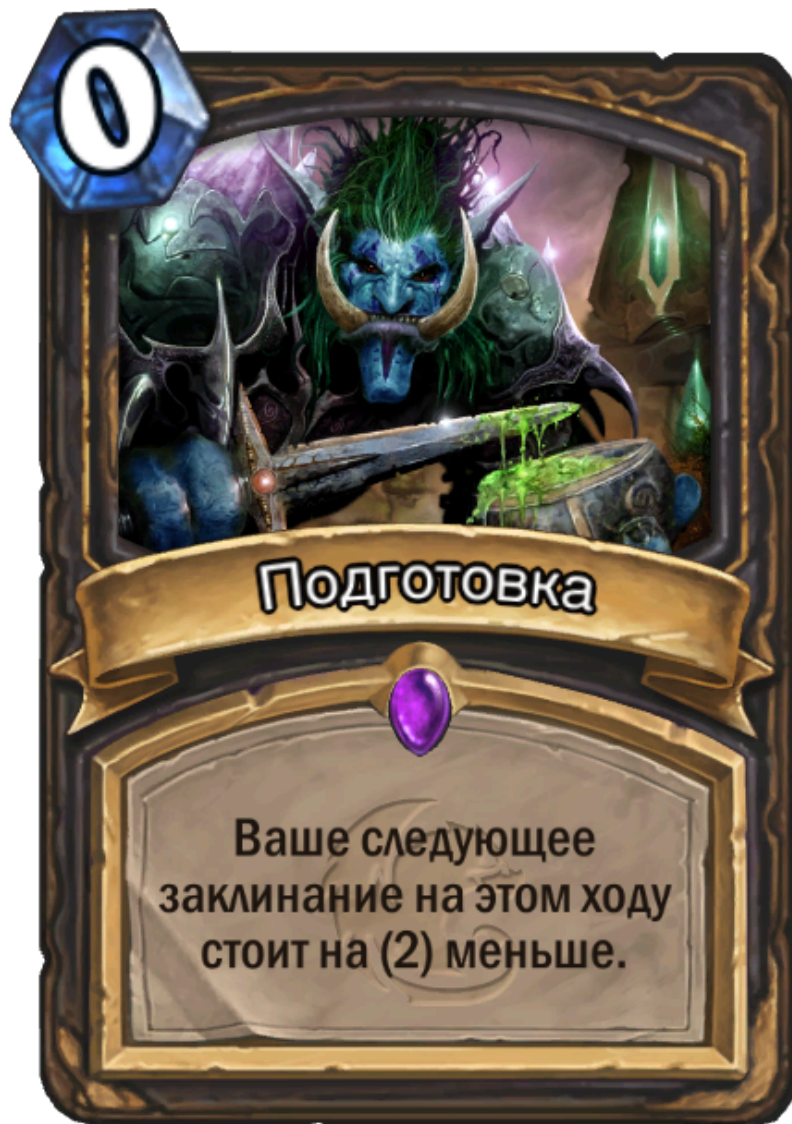 0
Подготовка
Ваше следующее
заклинание на этом ходу
стоит на (2) меньше.